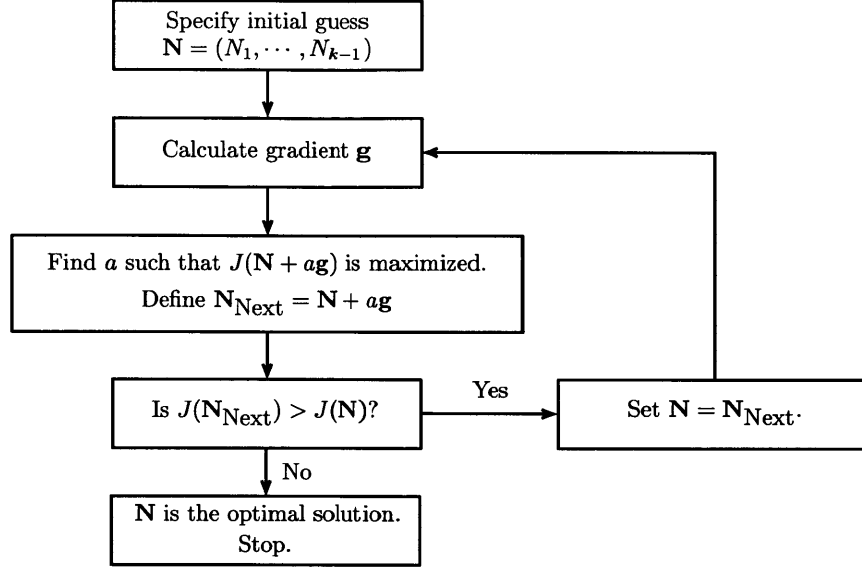 Specify initial guess
N = (N₁, ⋯ , Nₖ₋₁)
Calculate gradient g
Find a such that J(N + ag) is maximized.
Define N_Next = N + ag
Is J(N_Next) > J(N)?
Yes
Set N = N_Next.
No
N is the optimal solution.
Stop.